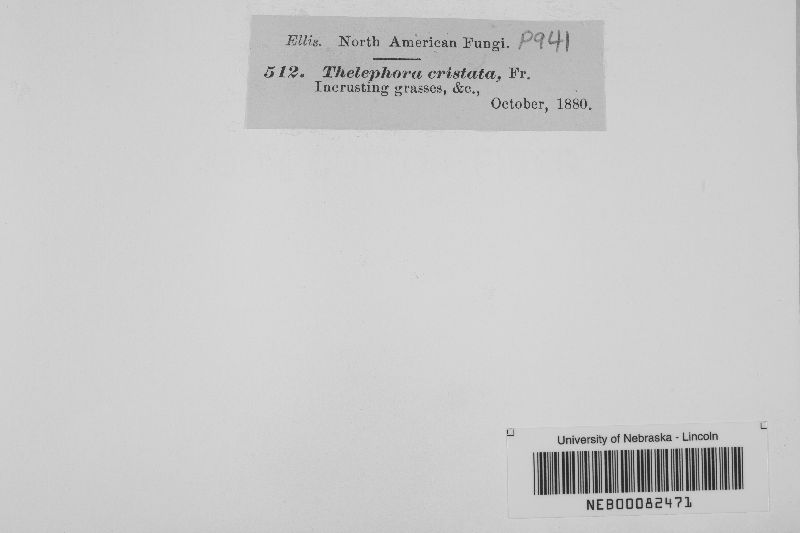 Ellis. North American Fungi. P941
512. Thelephora cristata, Fr.
Incrusting grasses, &c.,
October, 1880.
University of Nebraska - Lincoln
NEB00082471